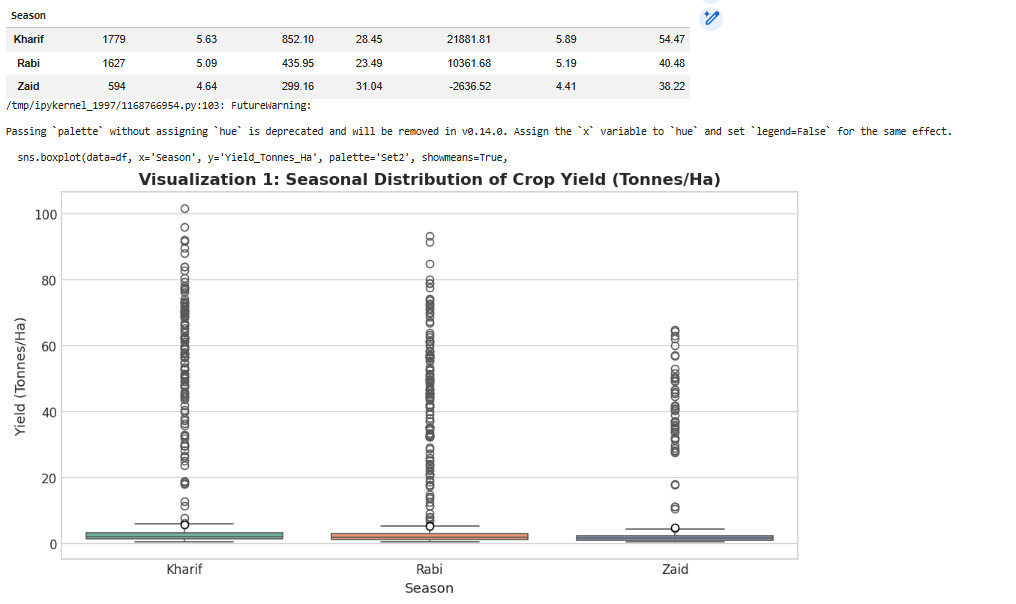 Season
Kharif 1779 5.63 852.10 28.45 21881.81 5.89 54.47
Rabi 1627 5.09 435.95 23.49 10361.68 5.19 40.48
Zaid 594 4.64 299.16 31.04 -2636.52 4.41 38.22
/tmp/ipykernel_1997/1168766954.py:103: FutureWarning:
Passing `palette` without assigning `hue` is deprecated and will be removed in v0.14.0. Assign the `x` variable to `hue` and set `legend=False` for the same effect.
sns.boxplot(data=df, x='Season', y='Yield_Tonnes_Ha', palette='Set2', showmeans=True,
Visualization 1: Seasonal Distribution of Crop Yield (Tonnes/Ha)
Yield (Tonnes/Ha)
100
80
60
40
20
0
Kharif Rabi Zaid
Season